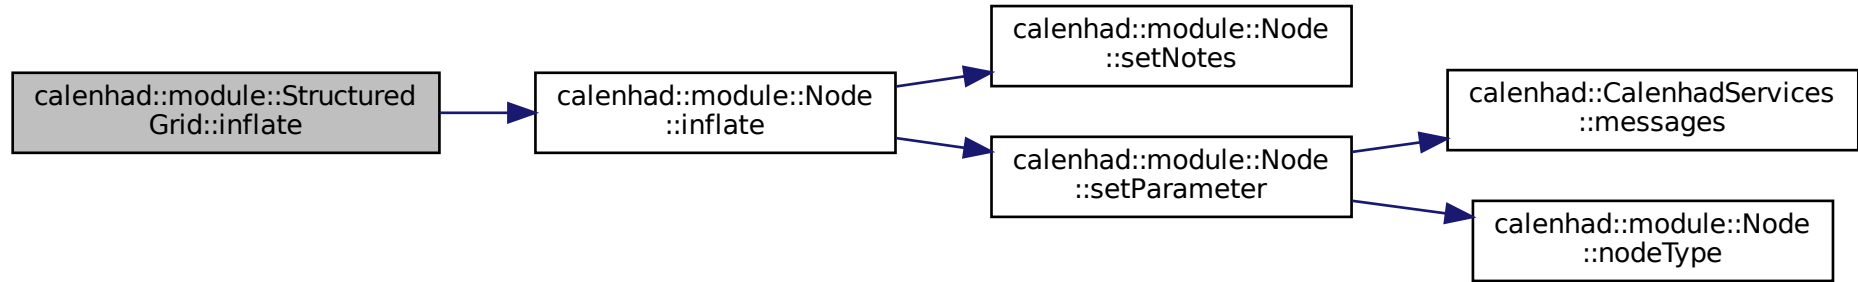 calenhad::module::Structured
Grid::inflate
calenhad::module::Node
::inflate
calenhad::module::Node
::setNotes
calenhad::module::Node
::setParameter
calenhad::CalenhadServices
::messages
calenhad::module::Node
::nodeType